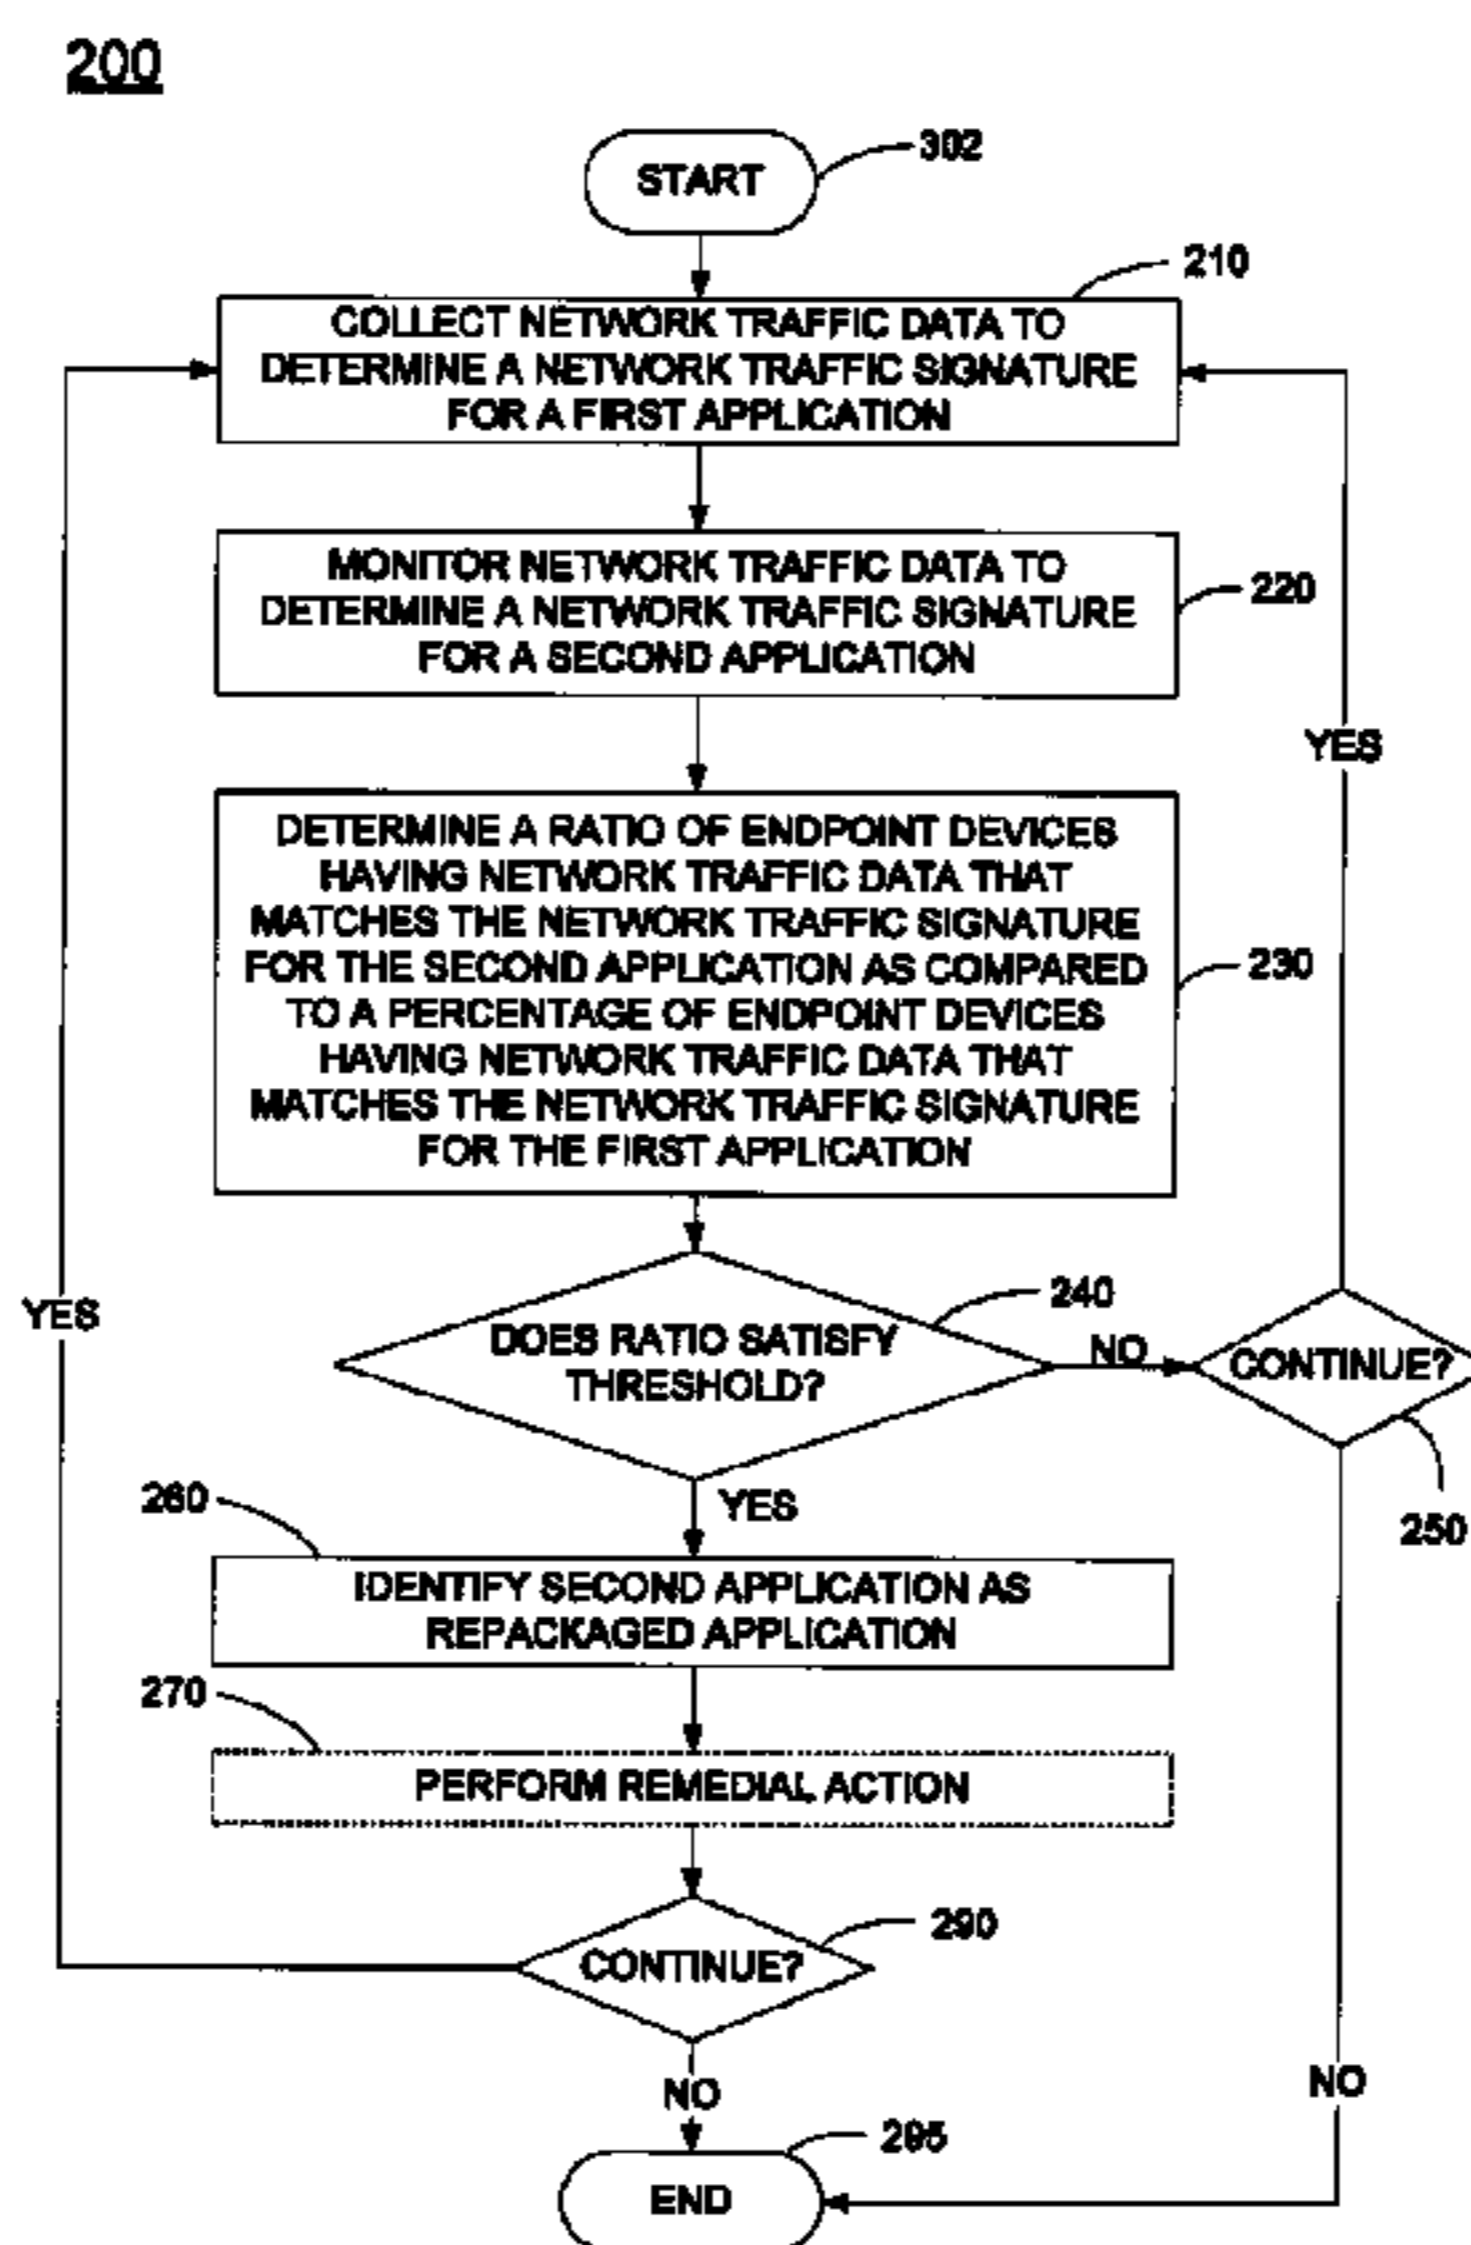 200
START
302
210
COLLECT NETWORK TRAFFIC DATA TO
DETERMINE A NETWORK TRAFFIC SIGNATURE
FOR A FIRST APPLICATION
MONITOR NETWORK TRAFFIC DATA TO
DETERMINE A NETWORK TRAFFIC SIGNATURE
FOR A SECOND APPLICATION
220
YES
DETERMINE A RATIO OF ENDPOINT DEVICES
HAVING NETWORK TRAFFIC DATA THAT
MATCHES THE NETWORK TRAFFIC SIGNATURE
FOR THE SECOND APPLICATION AS COMPARED
TO A PERCENTAGE OF ENDPOINT DEVICES
HAVING NETWORK TRAFFIC DATA THAT
MATCHES THE NETWORK TRAFFIC SIGNATURE
FOR THE FIRST APPLICATION
230
YES
240
DOES RATIO SATISFY
THRESHOLD?
NO
CONTINUE?
250
YES
260
IDENTIFY SECOND APPLICATION AS
REPACKAGED APPLICATION
270
PERFORM REMEDIAL ACTION
290
CONTINUE?
NO
NO
295
END